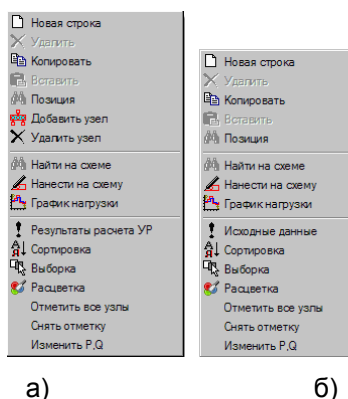 Новая строка
Удалить
Копировать
Вставить
Позиция
Добавить узел
Удалить узел
Найти на схеме
Нанести на схему
График нагрузки
Результаты расчета УР
Сортировка
Выборка
Расцветка
Отметить все узлы
Снять отметку
Изменить P,Q
а)
Новая строка
Удалить
Копировать
Вставить
Позиция
Найти на схеме
Нанести на схему
График нагрузки
Исходные данные
Сортировка
Выборка
Расцветка
Отметить все узлы
Снять отметку
Изменить P,Q
б)